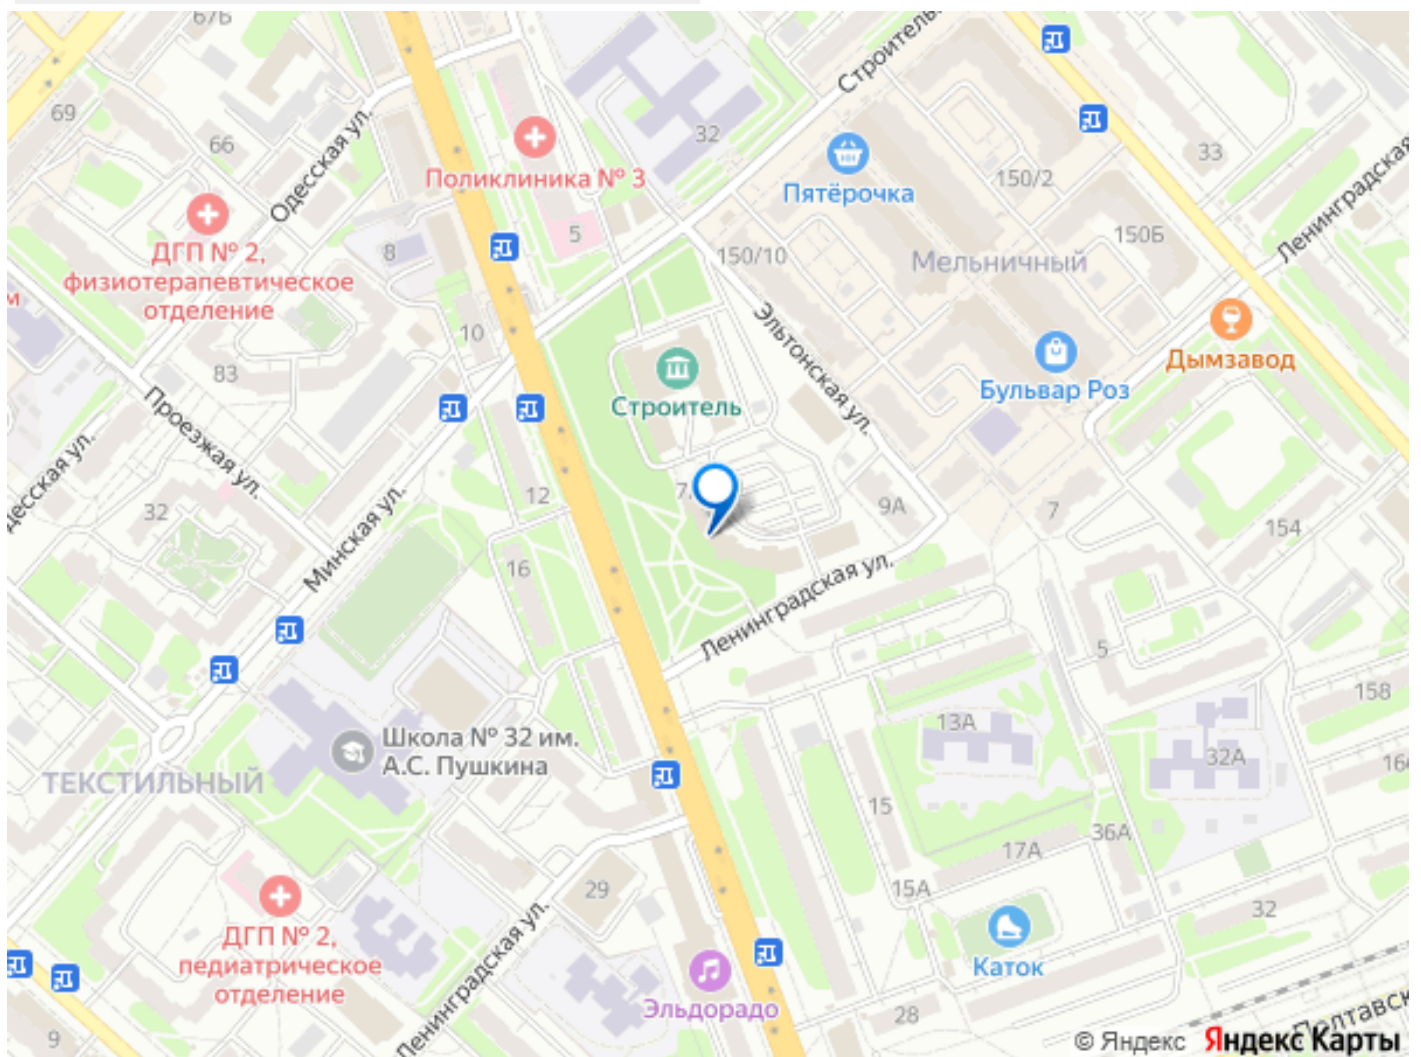 67Б
69
66
Одесская ул.
32
Строитель
Поликлиника № 3
5
8
ДГП № 2,
физиотерапевтическое
отделение
м
10
83
Пятёрочка
150/2
33
Ленинградская
150Б
150/10
Мельничный
Эльтонская ул.
Дымзавод
Бульвар Роз
Строитель
Проезжая ул.
32
Минская ул.
12
16
9А
7
154
Ленинградская ул.
5
158
Школа № 32 им.
А.С. Пушкина
ТЕКСТИЛЬНЫЙ
13А
32А
15
36А
17А
15А
29
32
ДГП № 2,
педиатрическое
отделение
Ленинградская ул.
Каток
Эльдорадо
28
9
© Яндекс Яндекс Карты